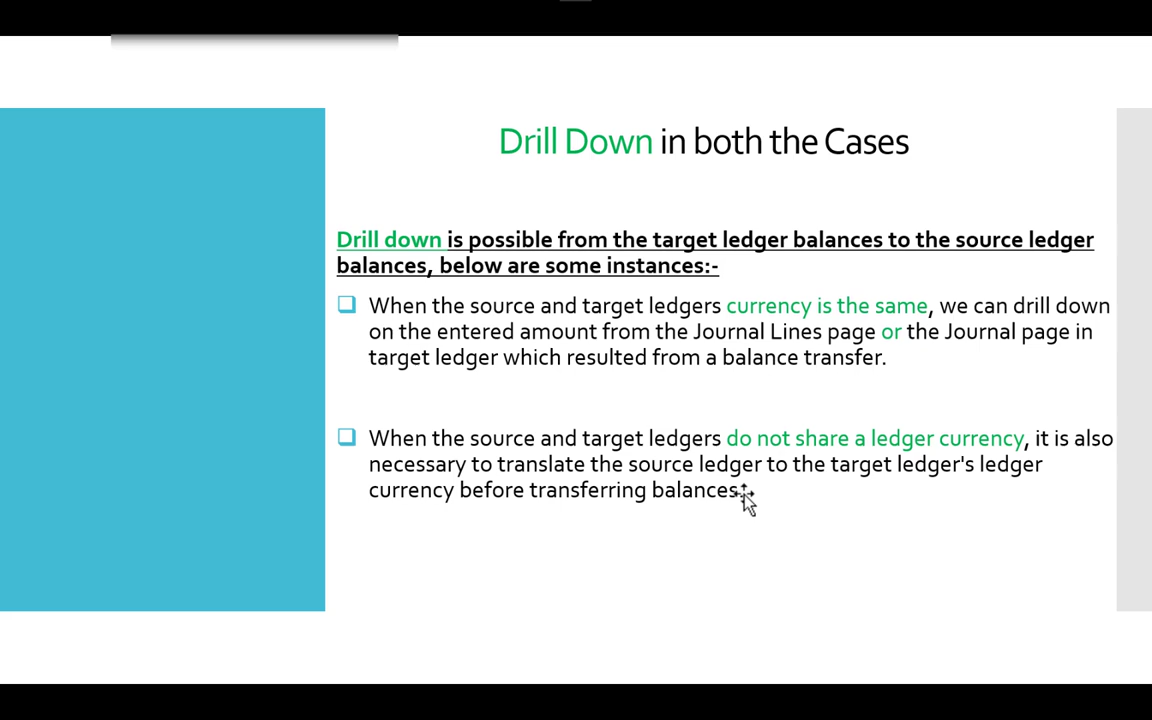 Drill Down in both the Cases
Drill down is possible from the target ledger balances to the source ledger
balances, below are some instances:-
When the source and target ledgers currency is the same, we can drill down
on the entered amount from the Journal Lines page or the Journal page in
target ledger which resulted from a balance transfer.
When the source and target ledgers do not share a ledger currency, it is also
necessary to translate the source ledger to the target ledger's ledger
currency before transferring balances.